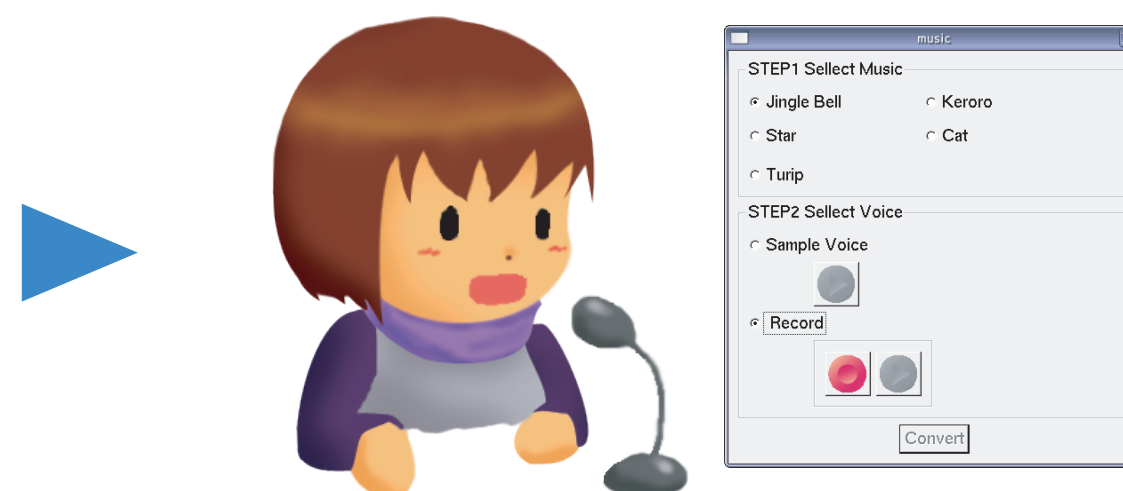 music
STEP1 Sellect Music
Jingle Bell Keroro
Star Cat
Turip
STEP2 Sellect Voice
Sample Voice
Record
Convert